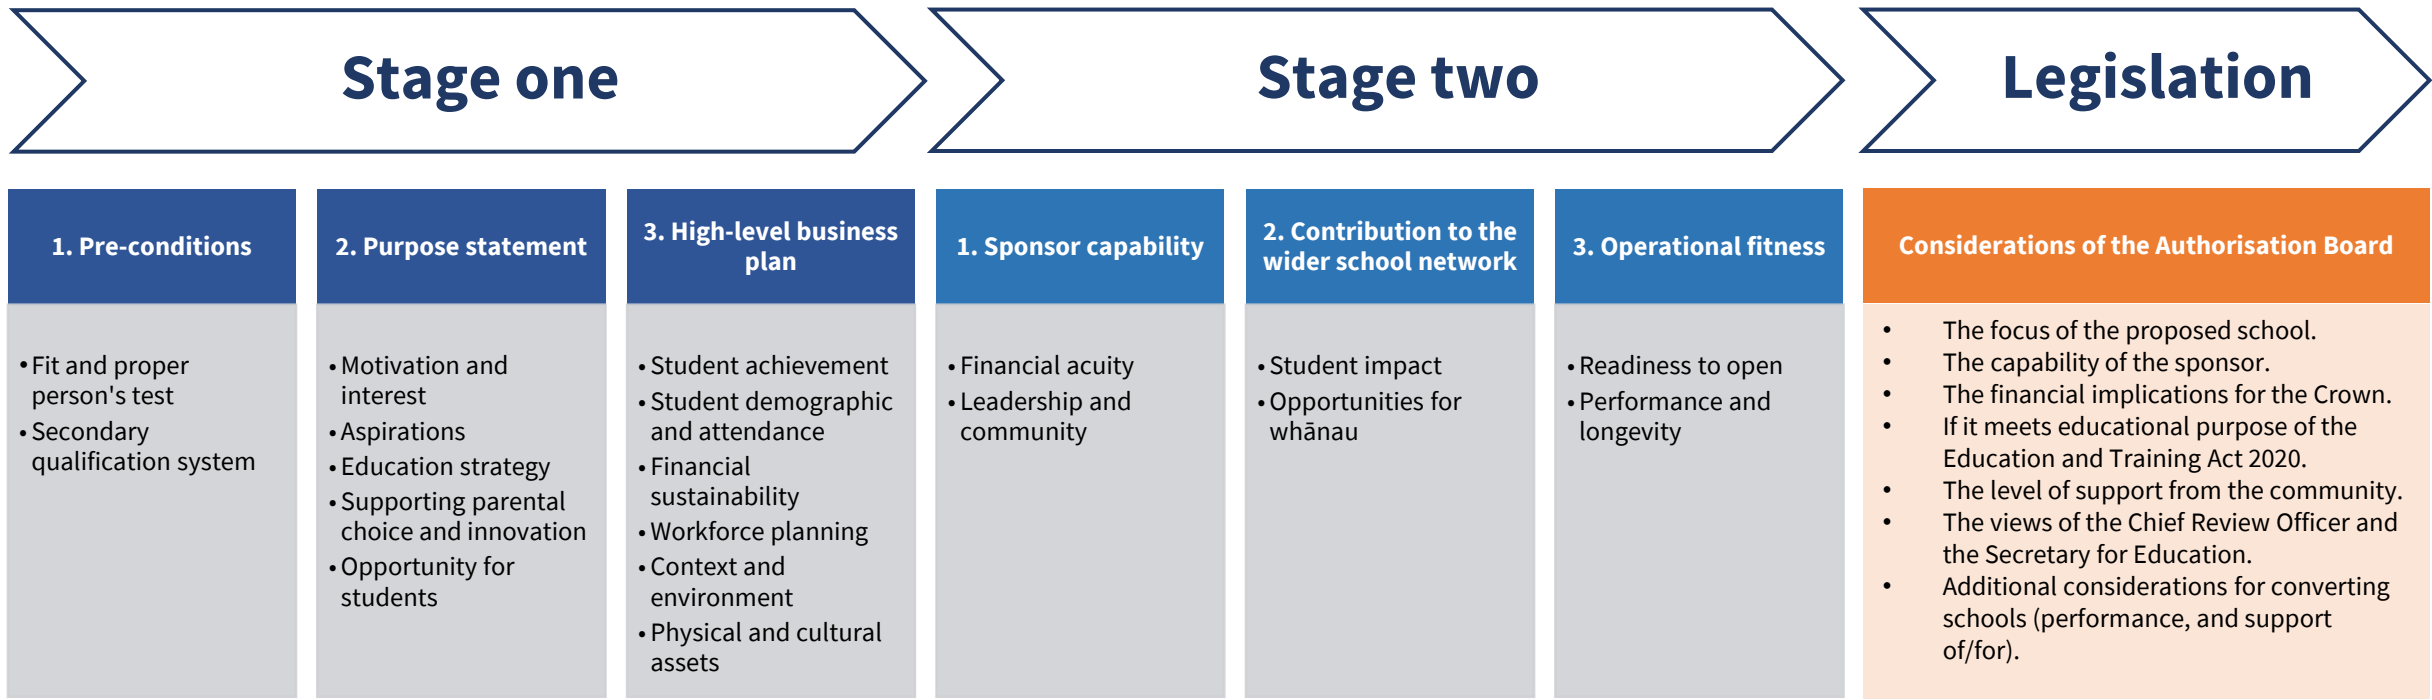 Stage one
Stage two
Legislation
1. Pre-conditions
• Fit and proper
person's test
• Secondary
qualification system
2. Purpose statement
• Motivation and
interest
• Aspirations
• Education strategy
• Supporting parental
choice and innovation
• Opportunity for
students
3. High-level business
plan
• Student achievement
• Student demographic
and attendance
• Financial
sustainability
• Workforce planning
• Context and
environment
• Physical and cultural
assets
1. Sponsor capability
• Financial acuity
• Leadership and
community
2. Contribution to the
wider school network
• Student impact
• Opportunities for
whānau
3. Operational fitness
• Readiness to open
• Performance and
longevity
Considerations of the Authorisation Board
• The focus of the proposed school.
• The capability of the sponsor.
• The financial implications for the Crown.
• If it meets educational purpose of the
Education and Training Act 2020.
• The level of support from the community.
• The views of the Chief Review Officer and
the Secretary for Education.
• Additional considerations for converting
schools (performance, and support
of/for).